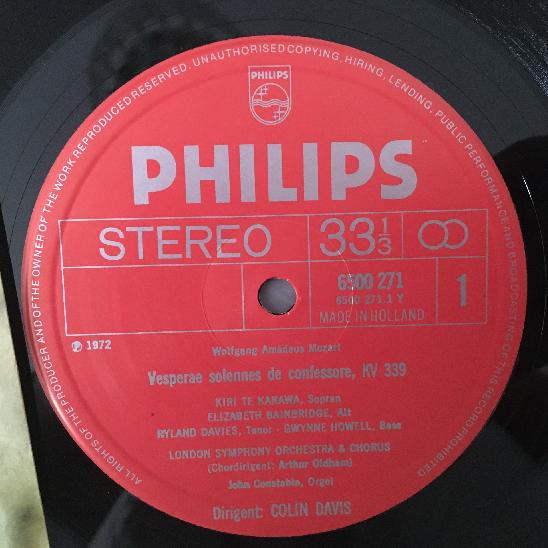 ALL RIGHTS OF THE PRODUCER AND OF THE OWNER OF THE WORK REPRODUCED RESERVED. UNAUTHORISED COPYING, HIRING, LENDING, PUBLIC PERFORMANCE AND BROADCASTING OF THIS RECORD PROHIBITED
PHILIPS
PHILIPS
STEREO 33 1/3
6500 271
6500 271.1 Y
MADE IN HOLLAND
1
℗ 1972
Wolfgang Amadeus Mozart
Vesperae solennes de confessore, KV 339
KIRI TE KANAWA, Sopran
ELIZABETH BAINBRIDGE, Alt
RYLAND DAVIES, Tenor - GWYNNE HOWELL, Bass
LONDON SYMPHONY ORCHESTRA & CHORUS
(Chordirigent: Arthur Oldham)
John Constable, Orgel
Dirigent: COLIN DAVIS